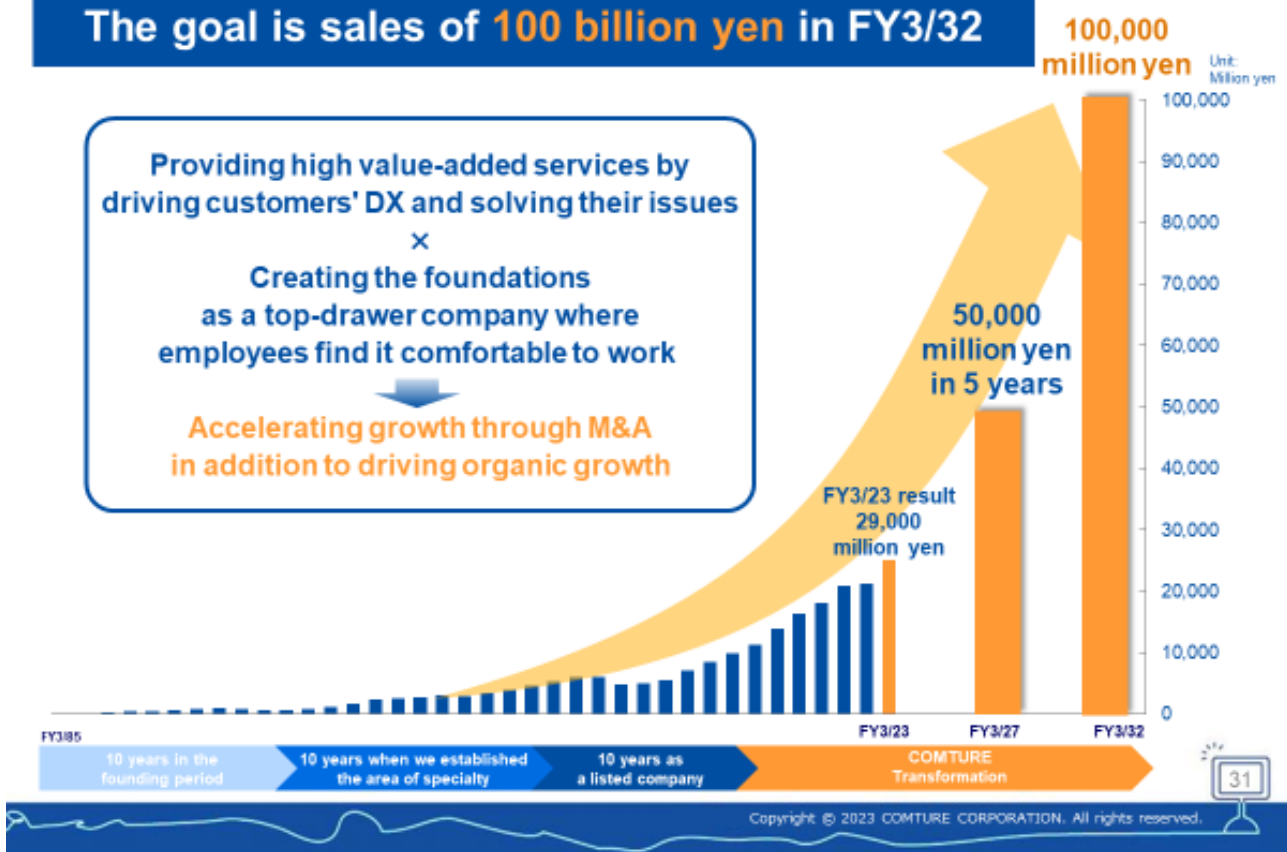 The goal is sales of 100 billion yen in FY3/32
100,000
million yen
Unit:
Million yen
Providing high value-added services by
driving customers' DX and solving their issues
×
Creating the foundations
as a top-drawer company where
employees find it comfortable to work
Accelerating growth through M&A
in addition to driving organic growth
50,000
million yen
in 5 years
FY3/23 result
29,000
million yen
100,000
90,000
80,000
70,000
60,000
50,000
40,000
30,000
20,000
10,000
0
FY3/85
FY3/23
FY3/27
FY3/32
10 years in the
founding period
10 years when we established
the area of specialty
10 years as
a listed company
COMTURE
Transformation
31
Copyright © 2023 COMTURE CORPORATION. All rights reserved.